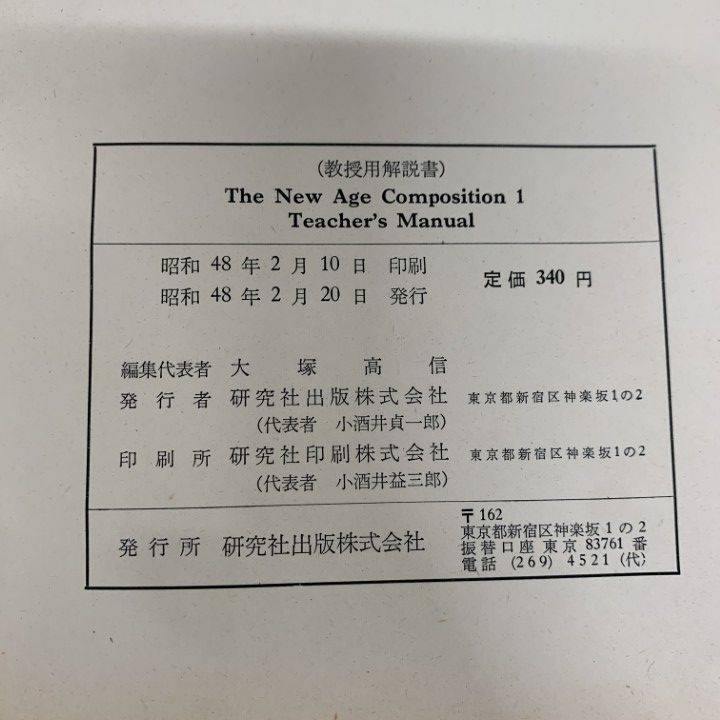 (教授用解説書)
The New Age Composition 1
Teacher's Manual
昭和 48 年 2 月 10 日 印刷
昭和 48 年 2 月 20 日 発行
定価 340 円
編集代表者 大塚高信
発行者 研究社出版株式会社 東京都新宿区神楽坂1の2
(代表者 小酒井貞一郎)
印刷所 研究社印刷株式会社 東京都新宿区神楽坂1の2
(代表者 小酒井益三郎)
発行所 研究社出版株式会社
〒162
東京都新宿区神楽坂1の2
振替口座 東京 83761 番
電話 (269) 4521 (代)